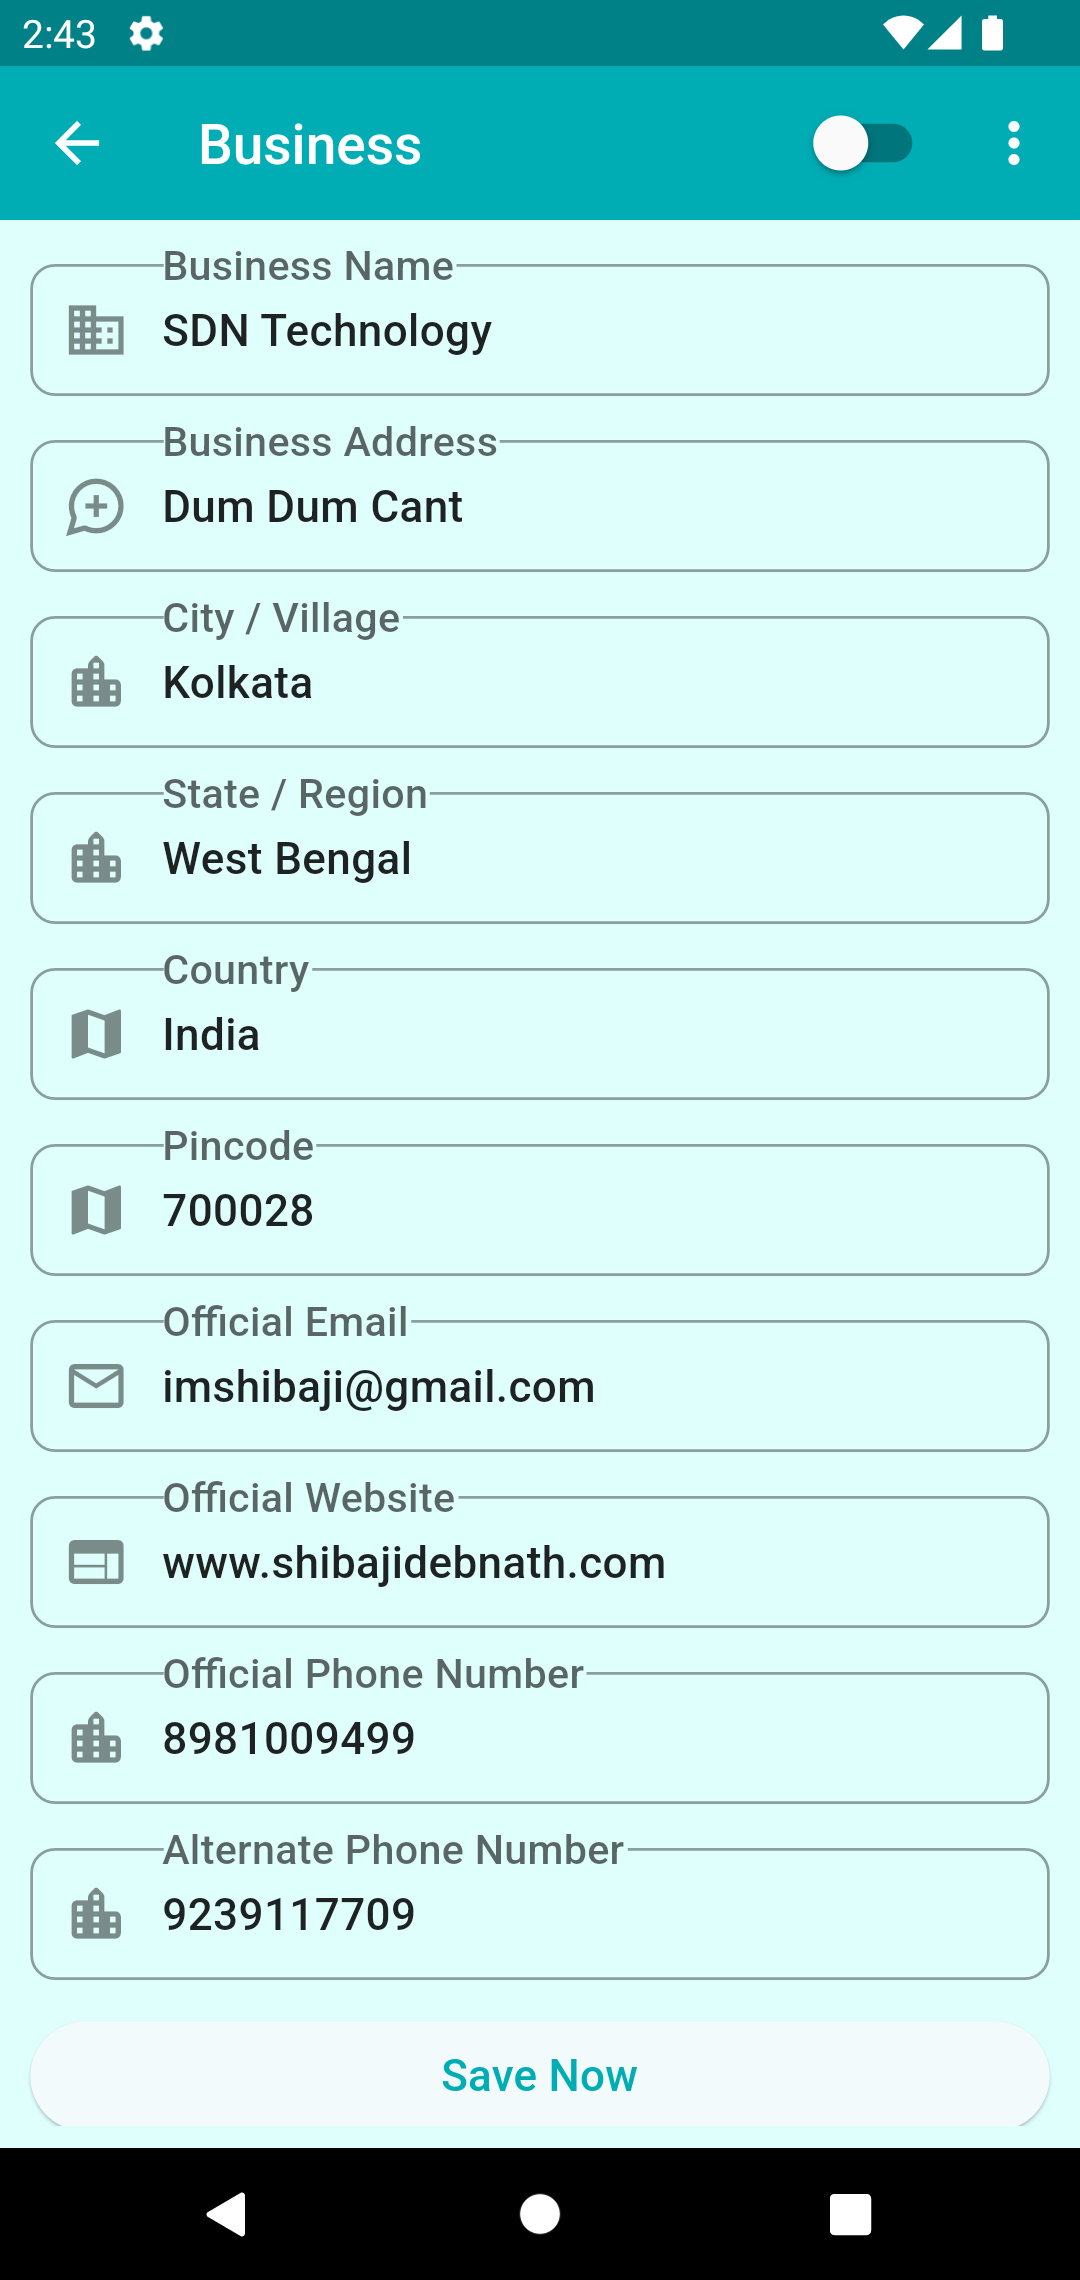 2:43
Business
Business Name
SDN Technology
Business Address
Dum Dum Cant
City / Village
Kolkata
State / Region
West Bengal
Country
India
Pincode
700028
Official Email
imshibaji@gmail.com
Official Website
www.shibajidebnath.com
Official Phone Number
8981009499
Alternate Phone Number
9239117709
Save Now